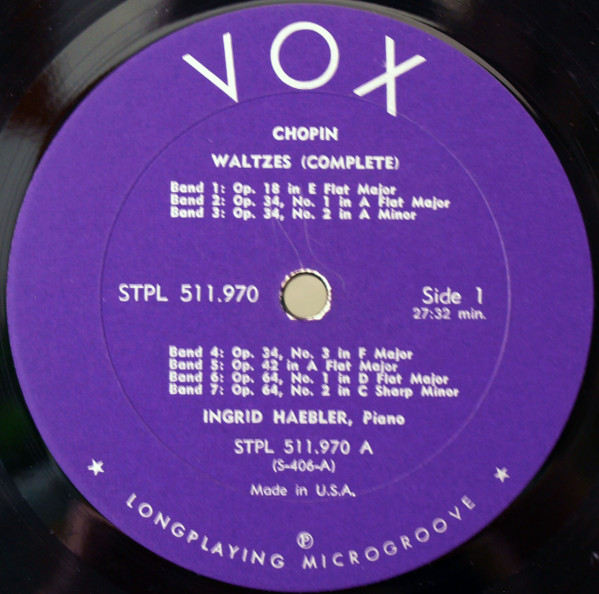 VOX
CHOPIN
WALTZES (COMPLETE)
Band 1: Op. 18 in E Flat Major
Band 2: Op. 34, No. 1 in A Flat Major
Band 3: Op. 34, No. 2 in A Minor
STPL 511.970
Side 1
27:32 min.
Band 4: Op. 34, No. 3 in F Major
Band 5: Op. 42 in A Flat Major
Band 6: Op. 64, No. 1 in D Flat Major
Band 7: Op. 64, No. 2 in C Sharp Minor
INGRID HAEBLER, Piano
STPL 511.970 A
(S-406-A)
Made in U.S.A.
℗
★ LONGPLAYING MICROGROOVE ★